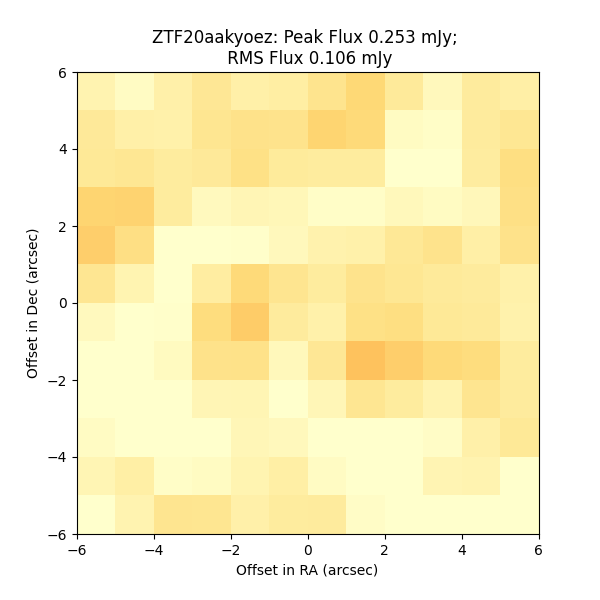 ZTF20aakyoez: Peak Flux 0.253 mJy;
RMS Flux 0.106 mJy
6
4
2
0
−2
−4
−6
Offset in Dec (arcsec)
−6 −4 −2 0 2 4 6
Offset in RA (arcsec)